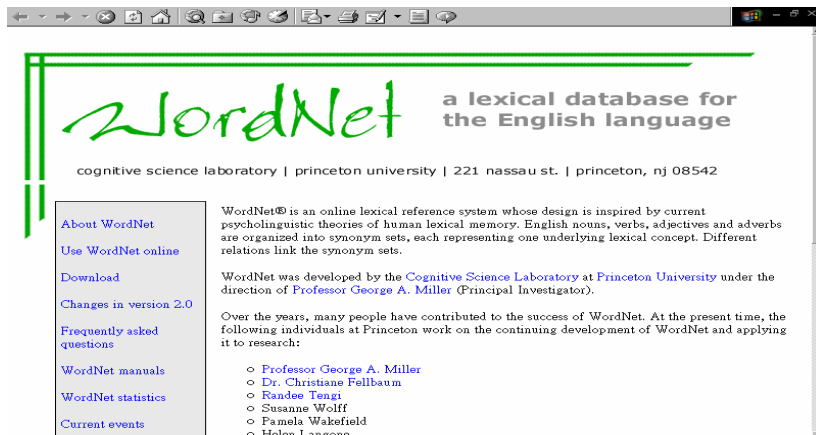 WordNet
a lexical database for
the English language
cognitive science laboratory | princeton university | 221 nassau st. | princeton, nj 08542
About WordNet
Use WordNet online
Download
Changes in version 2.0
Frequently asked
questions
WordNet manuals
WordNet statistics
Current events
WordNet® is an online lexical reference system whose design is inspired by current
psycholinguistic theories of human lexical memory. English nouns, verbs, adjectives and adverbs
are organized into synonym sets, each representing one underlying lexical concept. Different
relations link the synonym sets.
WordNet was developed by the Cognitive Science Laboratory at Princeton University under the
direction of Professor George A. Miller (Principal Investigator).
Over the years, many people have contributed to the success of WordNet. At the present time, the
following individuals at Princeton work on the continuing development of WordNet and applying
it to research:
o Professor George A. Miller
o Dr. Christiane Fellbaum
o Randee Tengi
o Susanne Wolff
o Pamela Wakefield
o Helen Langone